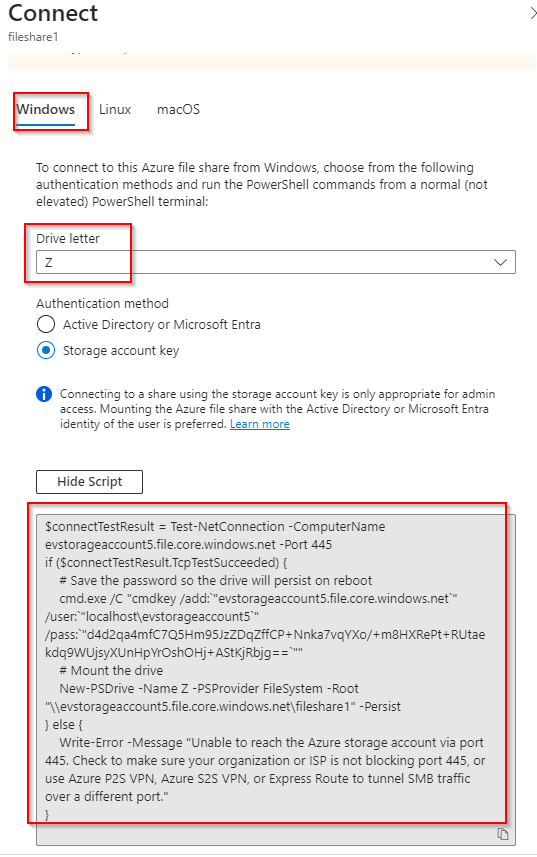 Connect
fileshare1
Windows
Linux
macOS
To connect to this Azure file share from Windows, choose from the following
authentication methods and run the PowerShell commands from a normal (not
elevated) PowerShell terminal:
Drive letter
Z
Authentication method
Active Directory or Microsoft Entra
Storage account key
Connecting to a share using the storage account key is only appropriate for admin
access. Mounting the Azure file share with the Active Directory or Microsoft Entra
identity of the user is preferred. Learn more
Hide Script
$connectTestResult = Test-NetConnection -ComputerName
evstorageaccount5.file.core.windows.net -Port 445
if ($connectTestResult.TcpTestSucceeded) {
# Save the password so the drive will persist on reboot
cmd.exe /C "cmdkey /add:`"evstorageaccount5.file.core.windows.net`"
/user:`"localhost\evstorageaccount5`"
/pass:`"d4d2qa4mfC7Q5Hm95JzZDqZffCP+Nnka7vqYXo/+m8HXRePt+RUtae
kdq9WUjsyXUnHpYrOshOHj+AStKjRbjg==`""
# Mount the drive
New-PSDrive -Name Z -PSProvider FileSystem -Root
"\\evstorageaccount5.file.core.windows.net\fileshare1" -Persist
} else {
Write-Error -Message "Unable to reach the Azure storage account via port
445. Check to make sure your organization or ISP is not blocking port 445, or
use Azure P2S VPN, Azure S2S VPN, or Express Route to tunnel SMB traffic
over a different port."
}